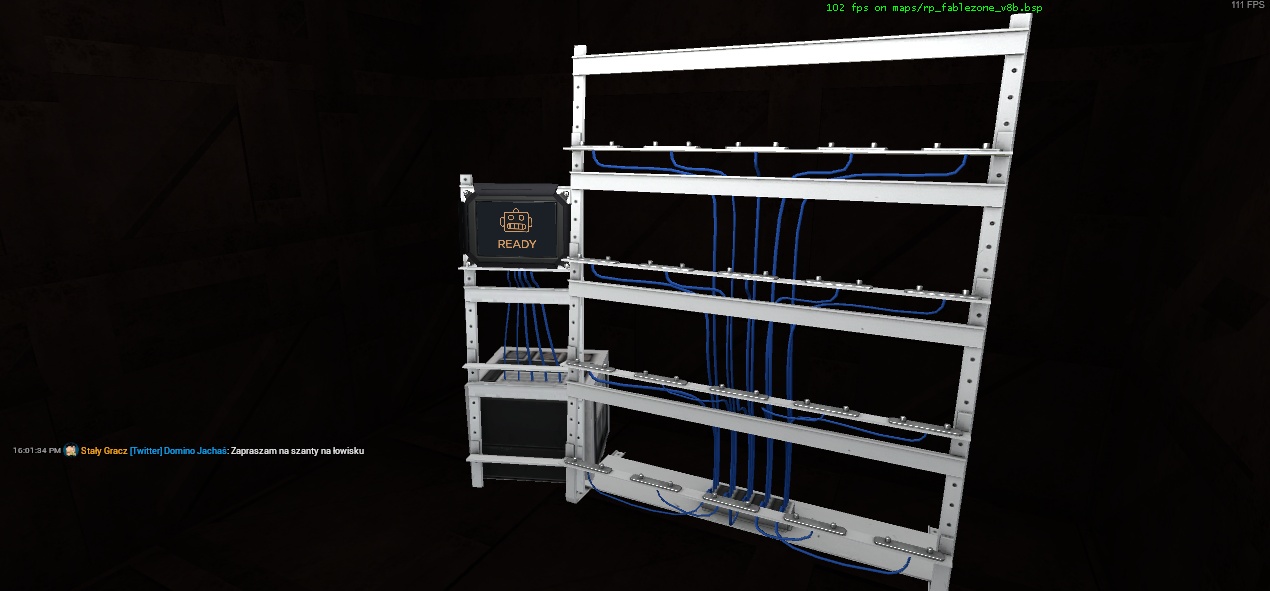 102 fps on maps/rp_fablezone_v8b.bsp
111 FPS
READY
16:01:34 PM Stały Gracz [Twitter] Domino Jachaś: Zapraszam na szanty na łowisku